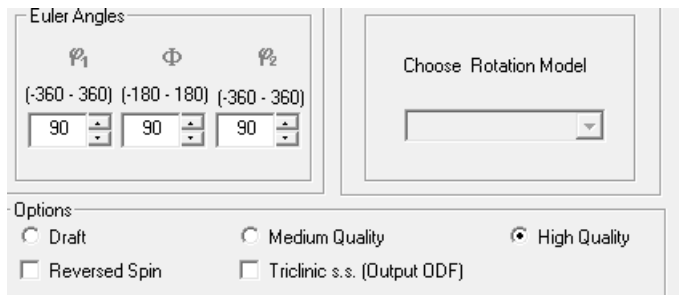 Euler Angles
φ1 Φ φ2
(-360 - 360) (-180 - 180) (-360 - 360)
90 90 90
Choose Rotation Model
Options
Draft Medium Quality High Quality
Reversed Spin Triclinic s.s. (Output ODF)